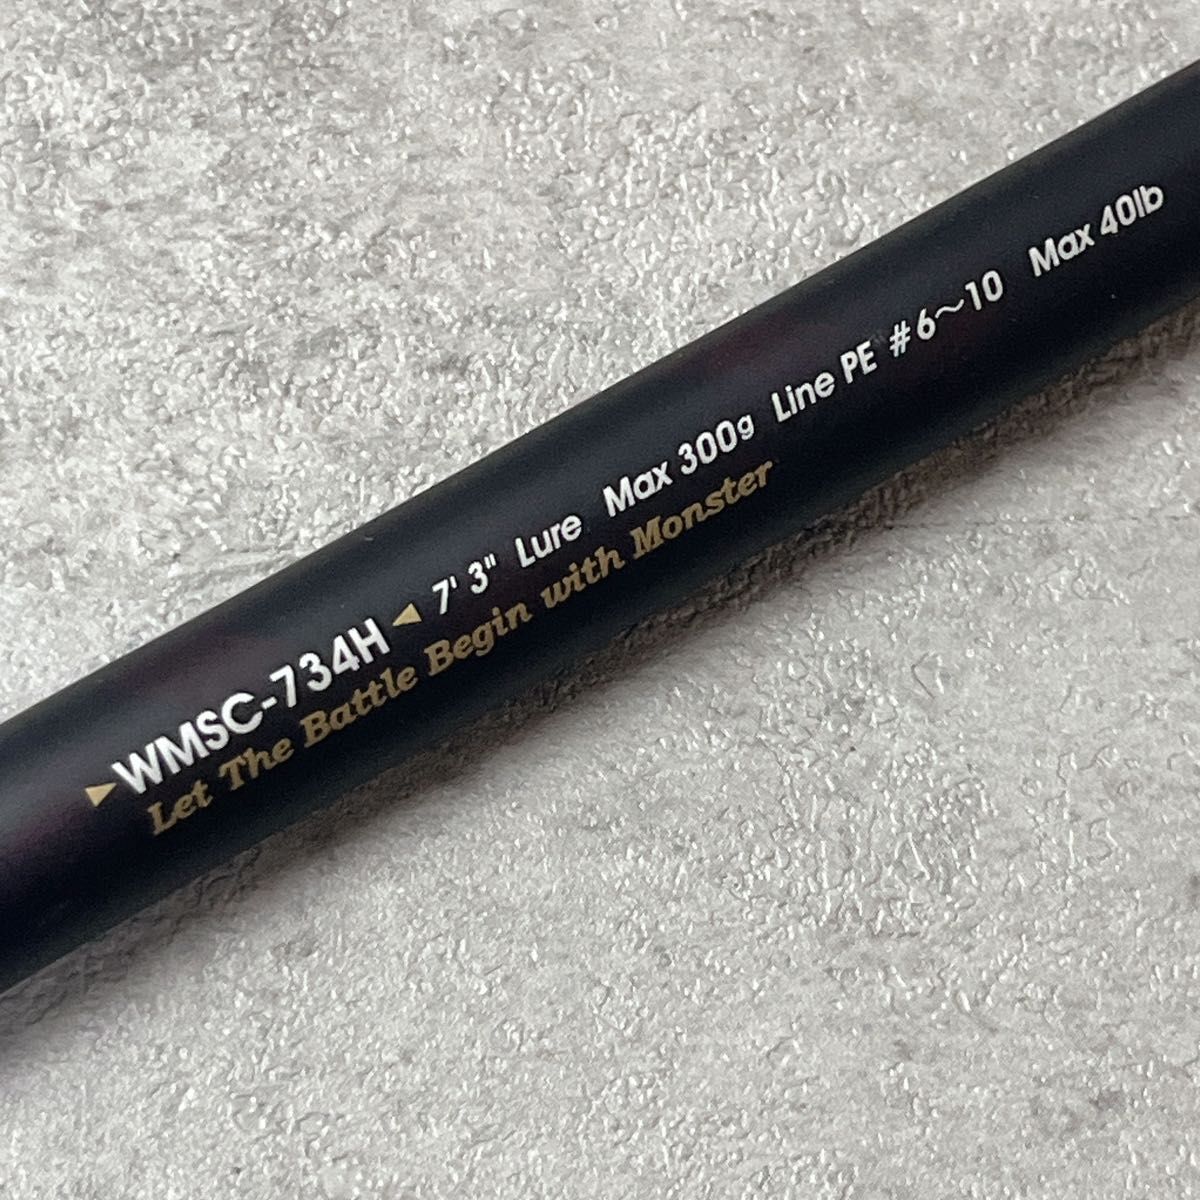 WMSC-734H 7' 3" Lure Max 300g Line PE #6～10 Max 40lb
Let The Battle Begin with Monster